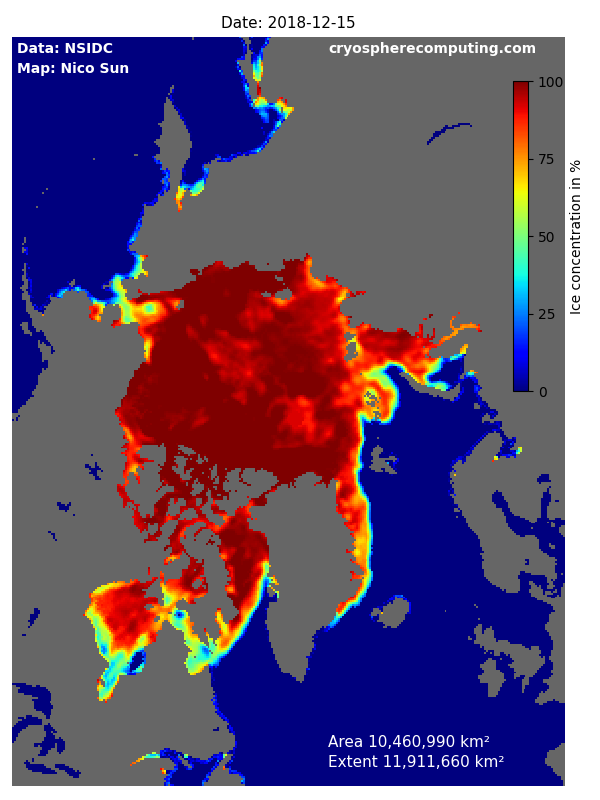 Date: 2018-12-15
Data: NSIDC
cryospherecomputing.com
Map: Nico Sun
100
75
50
25
0
Ice concentration in %
Area 10,460,990 km²
Extent 11,911,660 km²